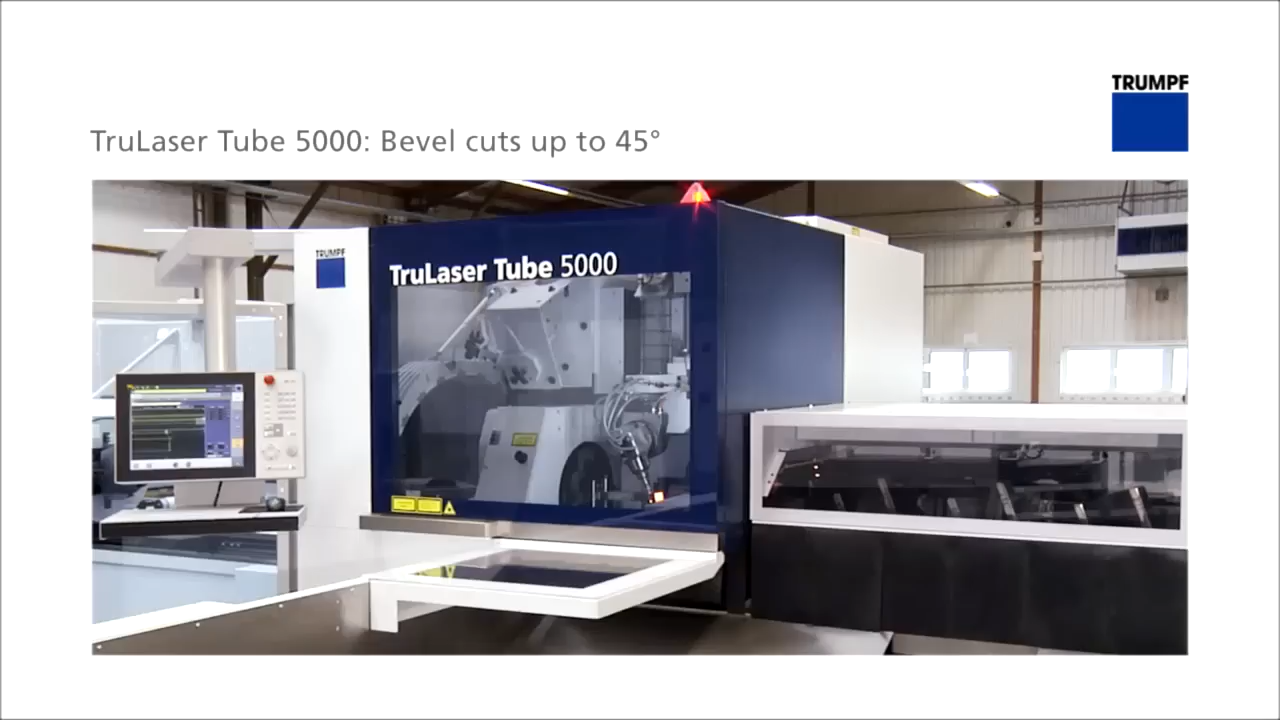 TRUMPF
TruLaser Tube 5000: Bevel cuts up to 45°
TRUMPF
TruLaser Tube 5000